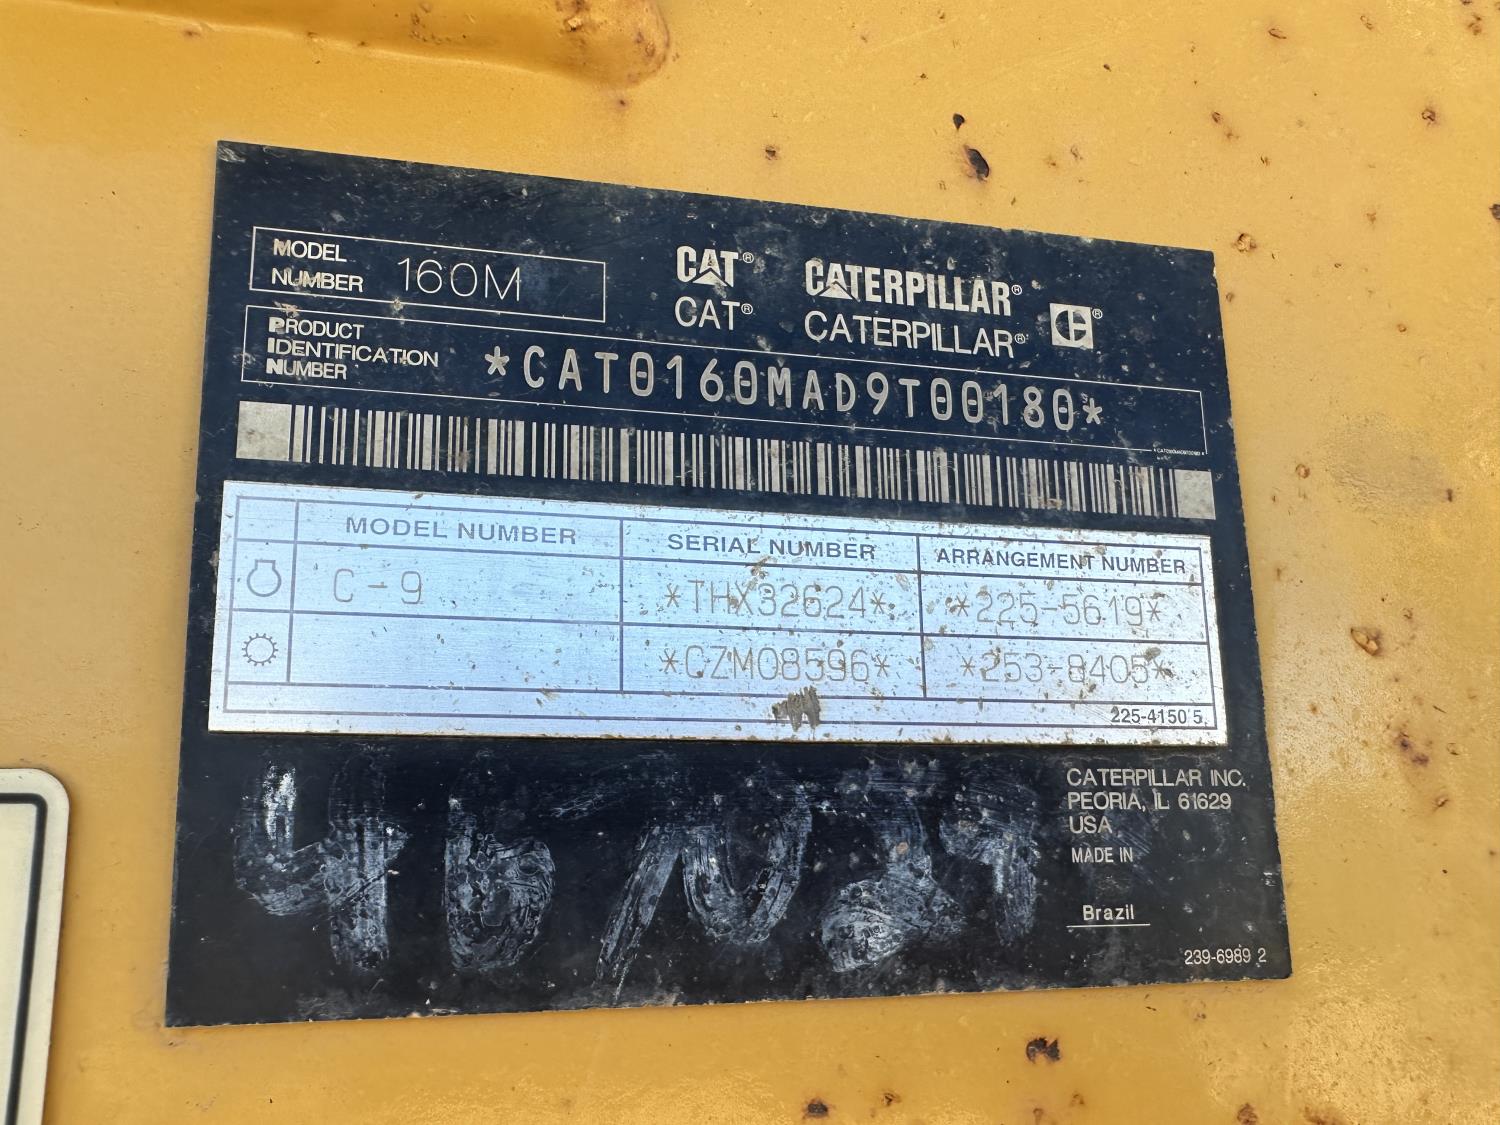 MODEL NUMBER 160M
CAT® CATERPILLAR®
CAT® CATERPILLAR®
PRODUCT IDENTIFICATION NUMBER *CAT0160MAD9T00180*
MODEL NUMBER SERIAL NUMBER ARRANGEMENT NUMBER
C-9 *THX32624* *225-5619*
*CZM08596* *253-8405*
225-4150 5
CATERPILLAR INC.
PEORIA, IL 61629
USA
MADE IN
Brazil
239-6989 2